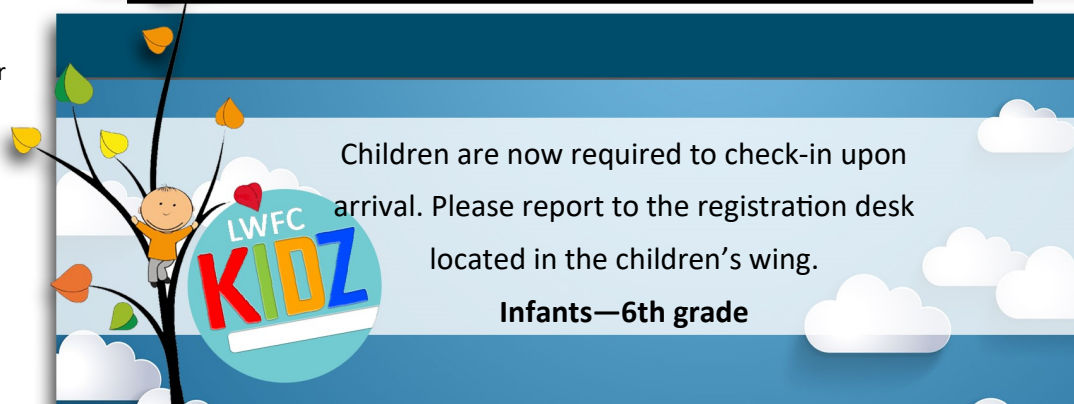 r
Children are now required to check-in upon
arrival. Please report to the registration desk
located in the children’s wing.
Infants—6th grade
LWFC
KIDZ